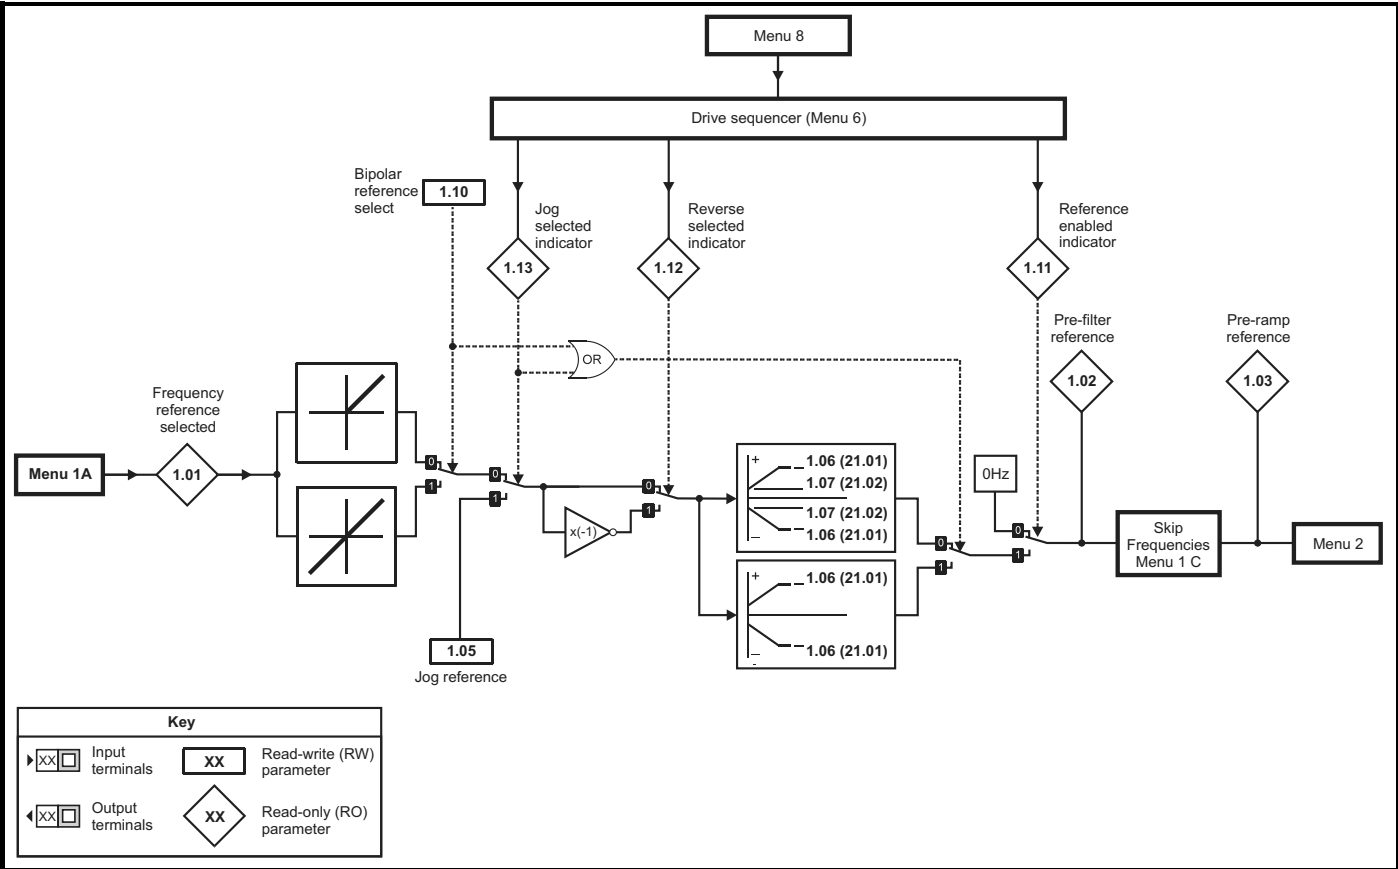 Menu 8
Drive sequencer (Menu 6)
Bipolar
reference
select
1.10
Jog
selected
indicator
1.13
Reverse
selected
indicator
1.12
Reference
enabled
indicator
1.11
Pre-filter
reference
1.02
Pre-ramp
reference
1.03
OR
Frequency
reference
selected
Menu 1A
1.01
0
1
0
1
x(-1)
0
1
+
1.06 (21.01)
1.07 (21.02)
1.07 (21.02)
1.06 (21.01)
_
+
1.06 (21.01)
1.06 (21.01)
_
-
0
1
0Hz
0
1
Skip
Frequencies
Menu 1 C
Menu 2
1.05
Jog reference
Key
XX
Input
terminals
XX
Read-write (RW)
parameter
XX
Output
terminals
XX
Read-only (RO)
parameter